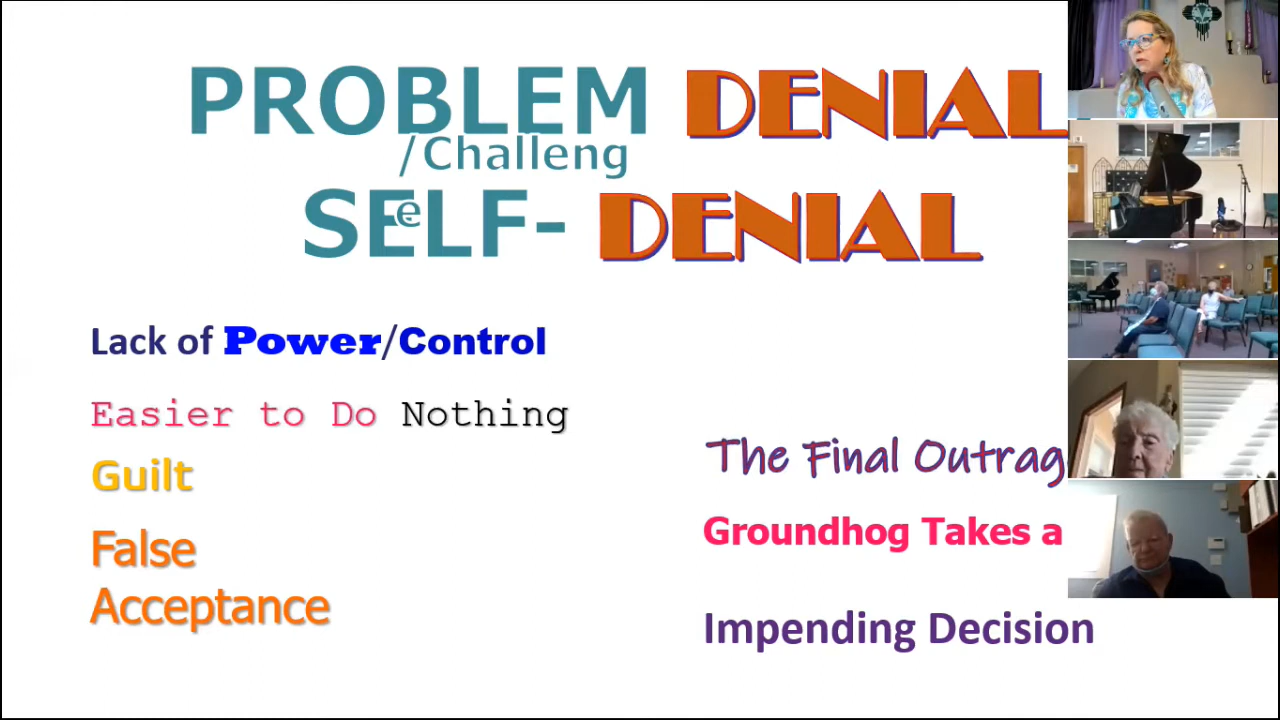 PROBLEM DENIAL
/Challeng
e
SELF- DENIAL
Lack of Power/Control
Easier to Do Nothing
Guilt
False
Acceptance
The Final Outrag
Groundhog Takes a
Impending Decision